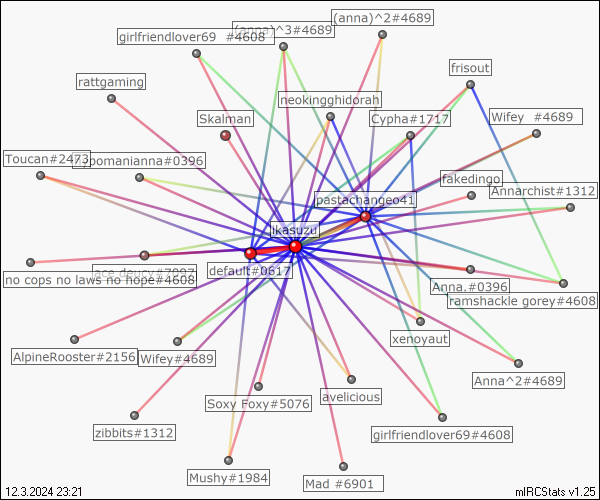 (anna)^2#4689
girlfriendlover69 #4608
(anna)^3#4689
frisout
rattgaming
neokingghidorah
Skalman
Cypha#1717
Wifey #4689
Toucan#2473
lipomanianna#0396
fakedingo
Annarchist#1312
pastachangeo41
likasuzu
default#0617
ace deucy#7007
no cops no laws no hope#4608
Anna.#0396
ramshackle gorey#4608
xenoyaut
AlpineRooster#2156
Wifey#4689
Anna^2#4689
avelicious
Soxy Foxy#5076
zibbits#1312
girlfriendlover69#4608
Mushy#1984
Mad #6901
12.3.2024 23:21
mIRCStats v1.25